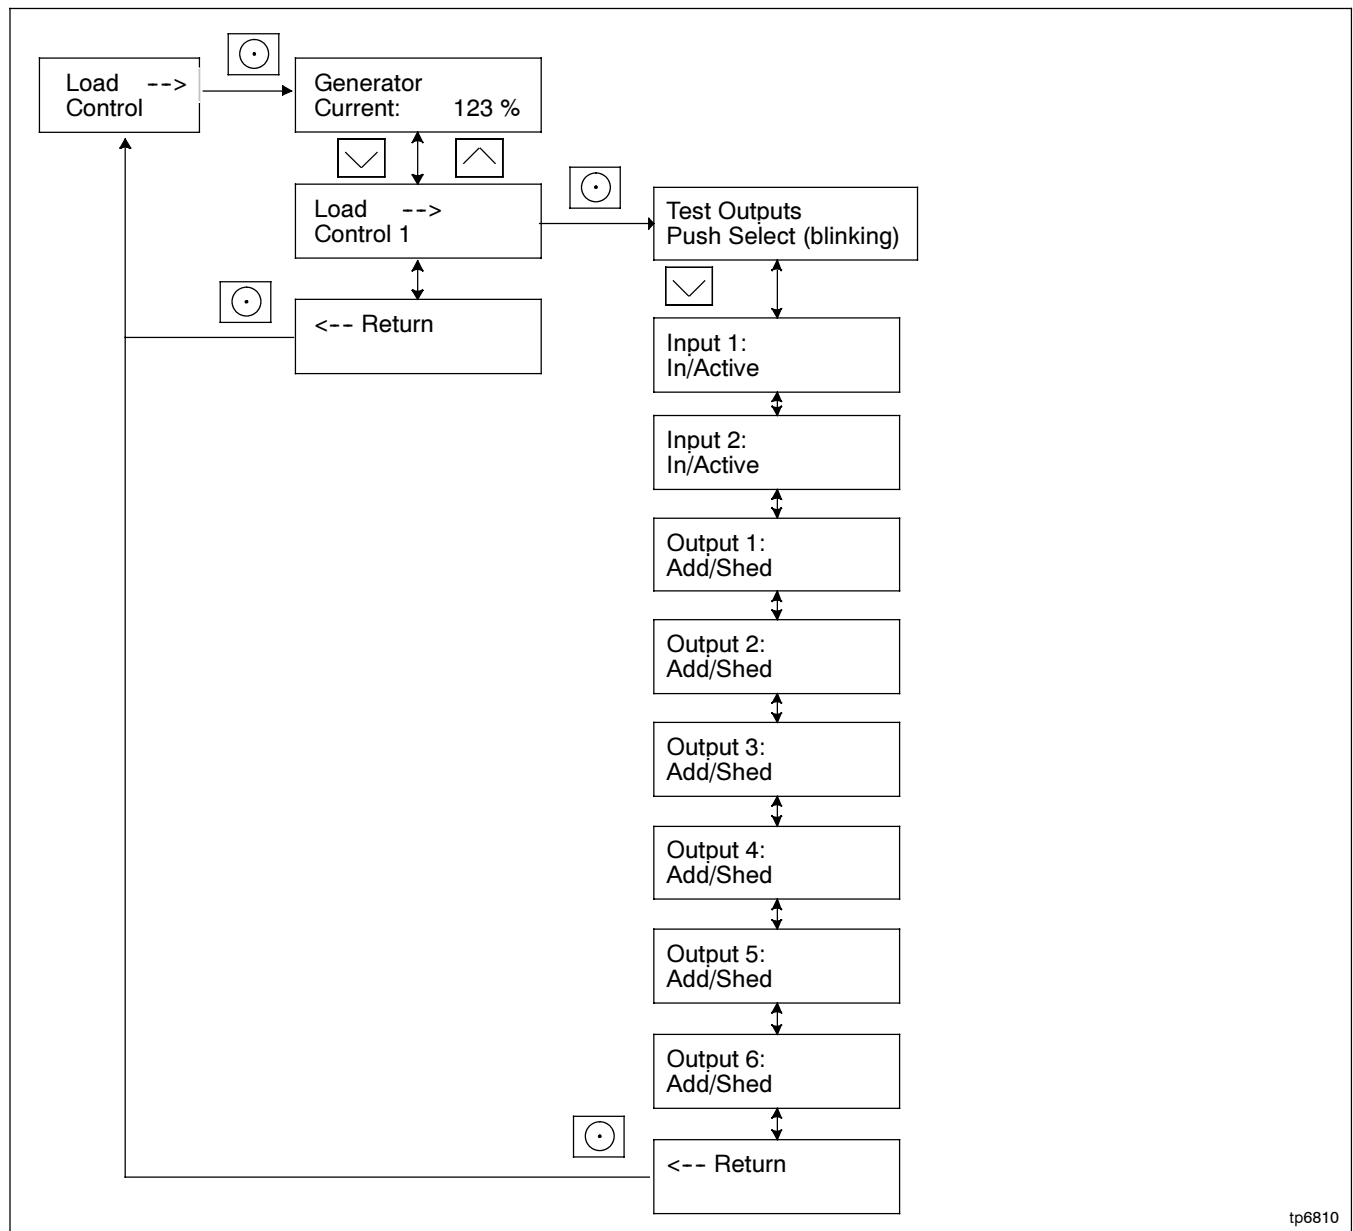 Load -->
Control
Generator
Current: 123 %
Load -->
Control 1
<-- Return
Test Outputs
Push Select (blinking)
Input 1:
In/Active
Input 2:
In/Active
Output 1:
Add/Shed
Output 2:
Add/Shed
Output 3:
Add/Shed
Output 4:
Add/Shed
Output 5:
Add/Shed
Output 6:
Add/Shed
<-- Return
tp6810